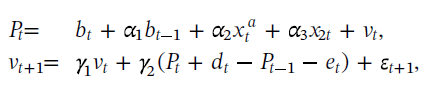 Pₜ= bₜ + α₁bₜ₋₁ + α₂xₜᵃ + α₃x₂ₜ + vₜ,
vₜ₊₁= γ₁vₜ + γ₂(Pₜ + dₜ − Pₜ₋₁ − eₜ) + εₜ₊₁,